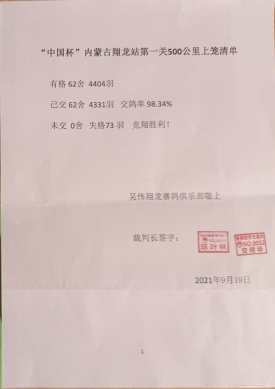 “中国杯”内蒙古翔龙站第一关500公里上笼清单
有格 62舍 4404羽
已交 62舍 4331羽 交鸽率 98.34%
未交 0舍 失格73 羽 竞翔胜利！
吴伟翔龙赛鸽俱乐部敬上
裁判长签字：
NO.0052
2021年9月19日
1